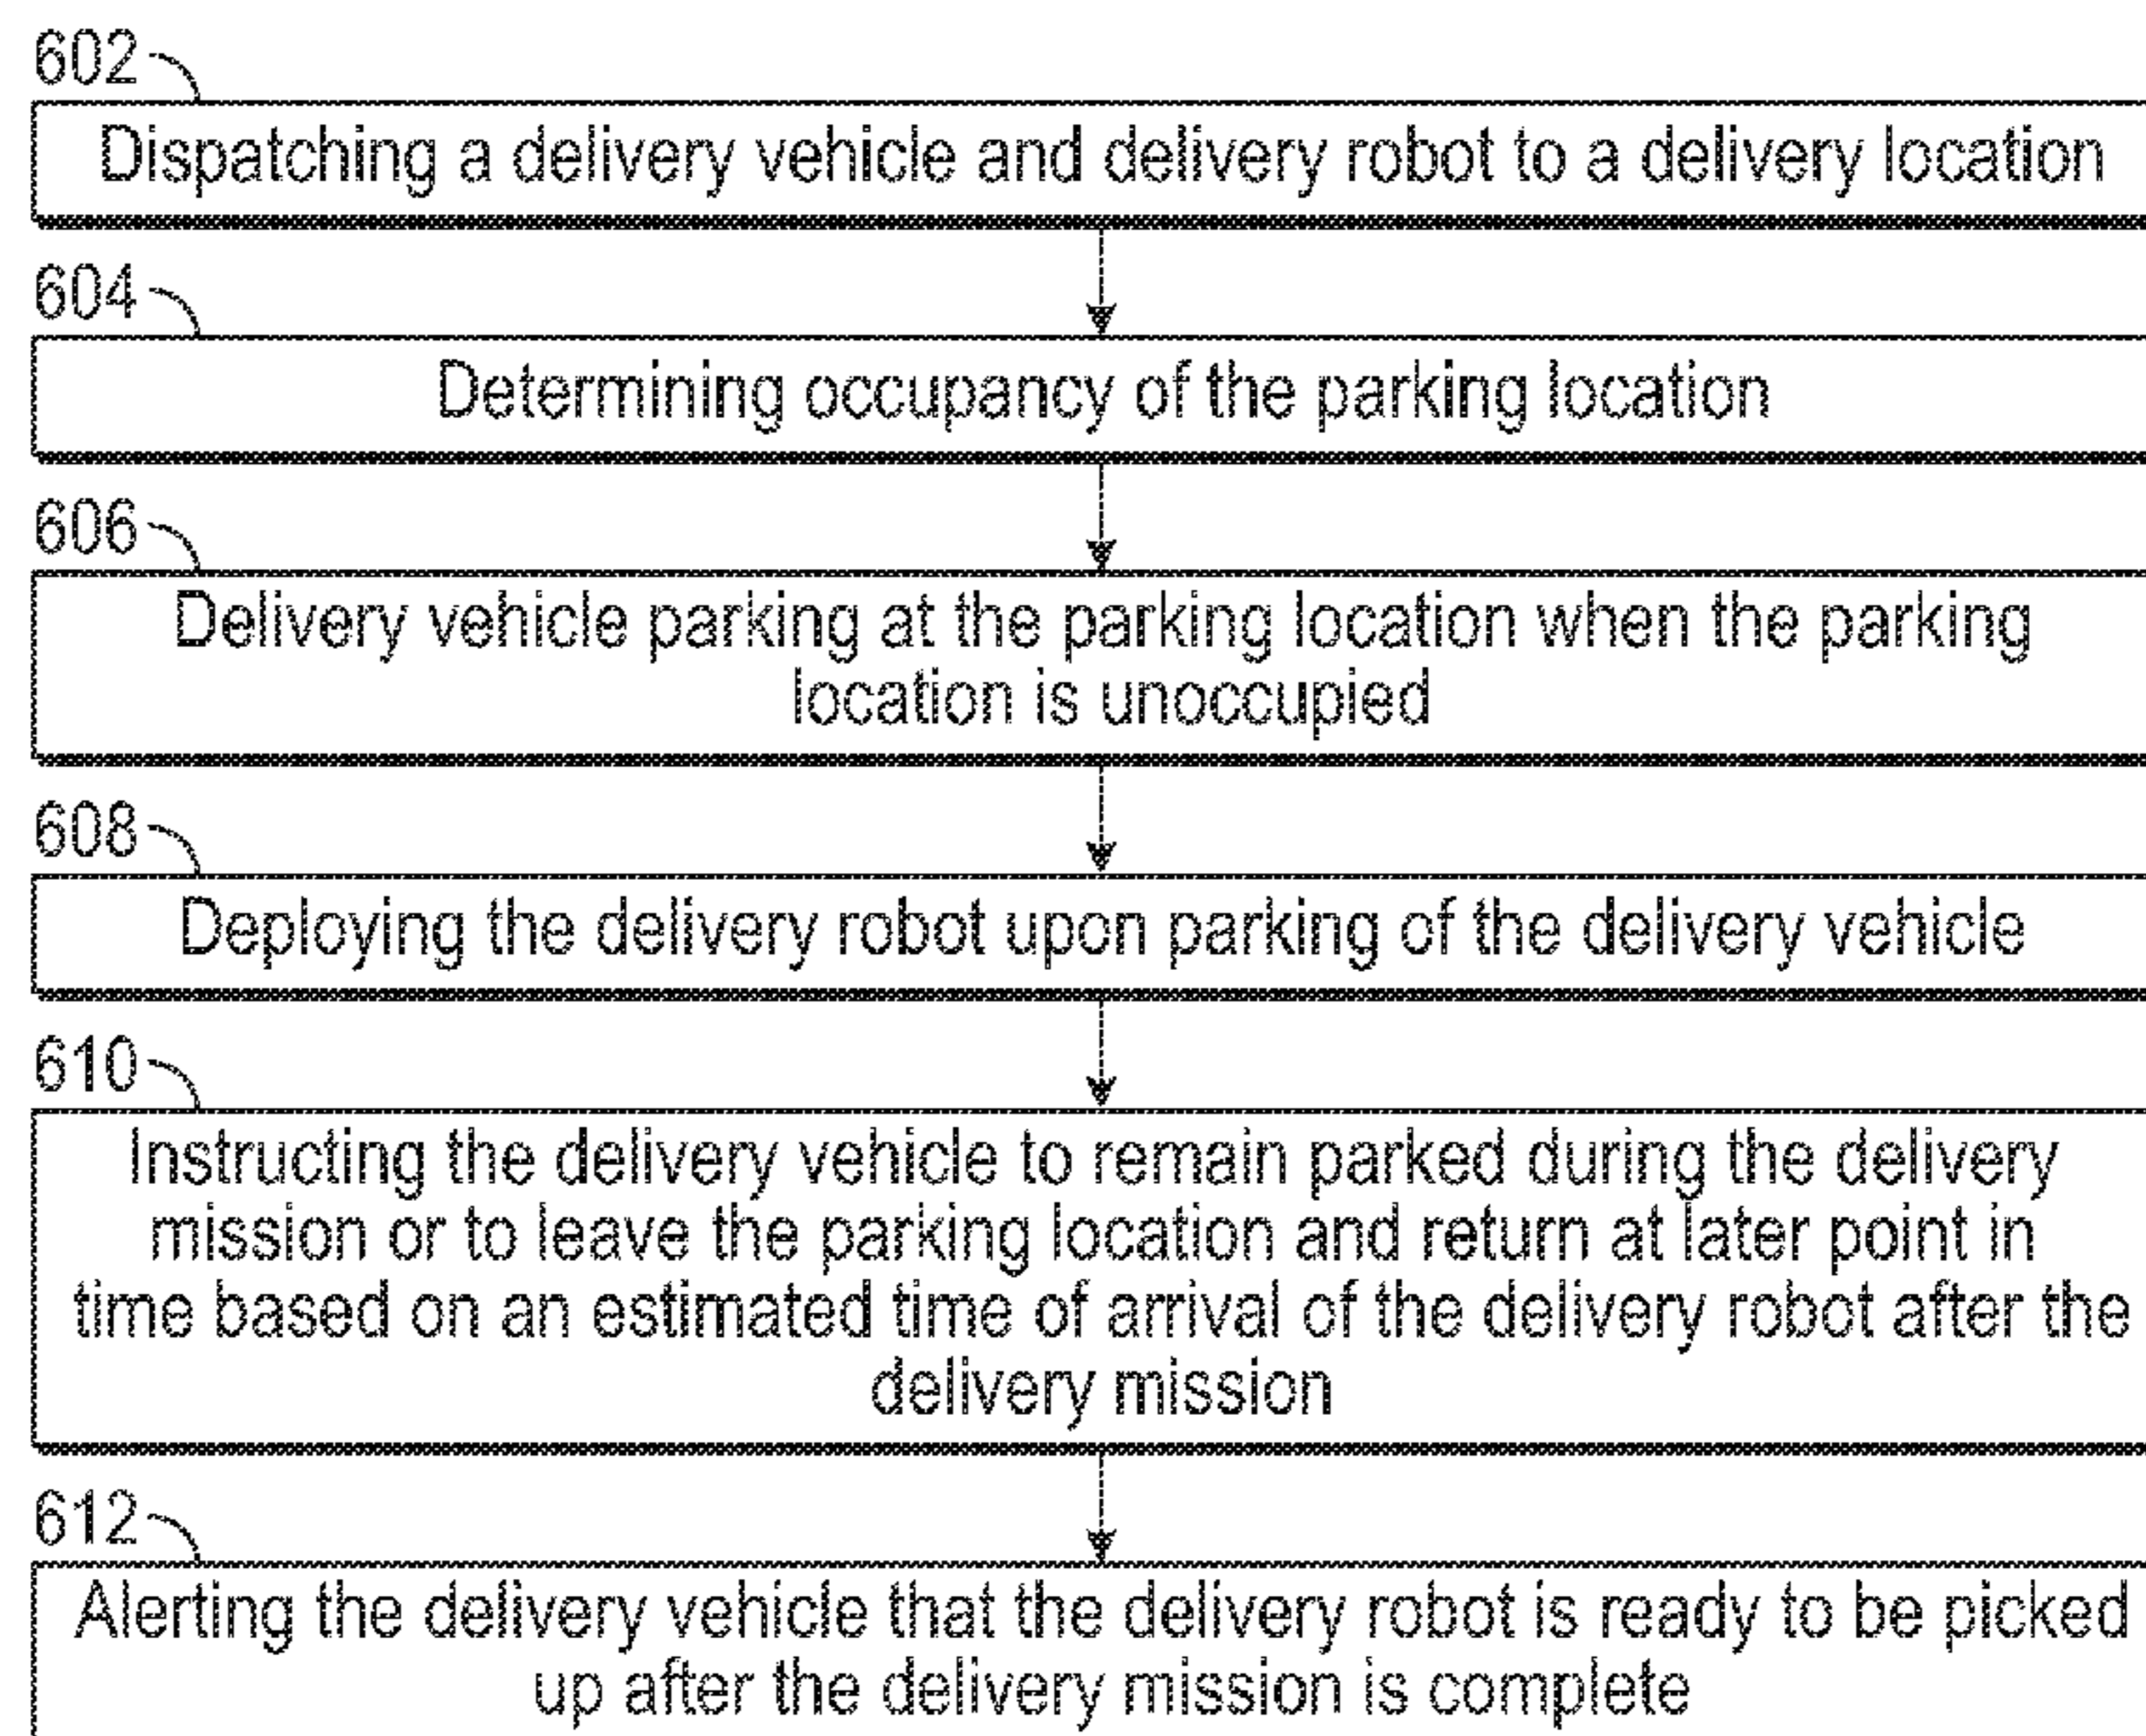 602
Dispatching a delivery vehicle and delivery robot to a delivery location
604
Determining occupancy of the parking location
606
Delivery vehicle parking at the parking location when the parking
location is unoccupied
608
Deploying the delivery robot upon parking of the delivery vehicle
610
Instructing the delivery vehicle to remain parked during the delivery
mission or to leave the parking location and return at later point in
time based on an estimated time of arrival of the delivery robot after the
delivery mission
612
Alerting the delivery vehicle that the delivery robot is ready to be picked
up after the delivery mission is complete